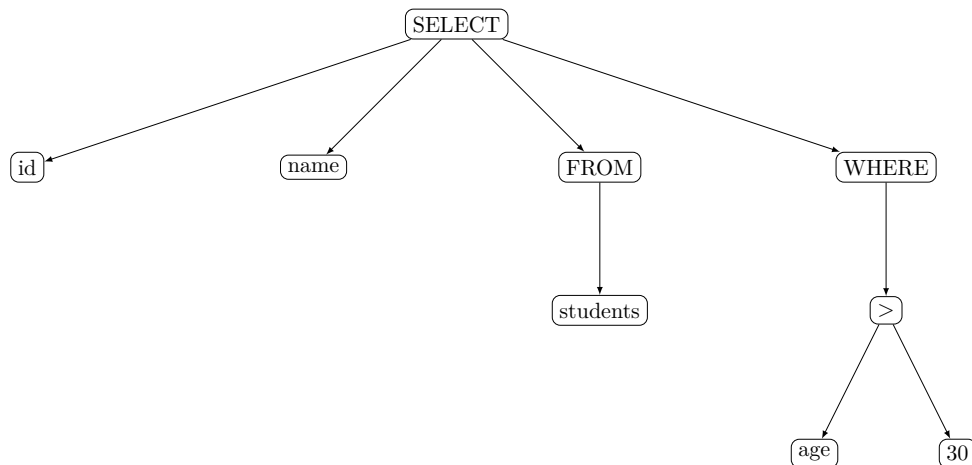 SELECT
id
name
FROM
WHERE
students
>
age
30